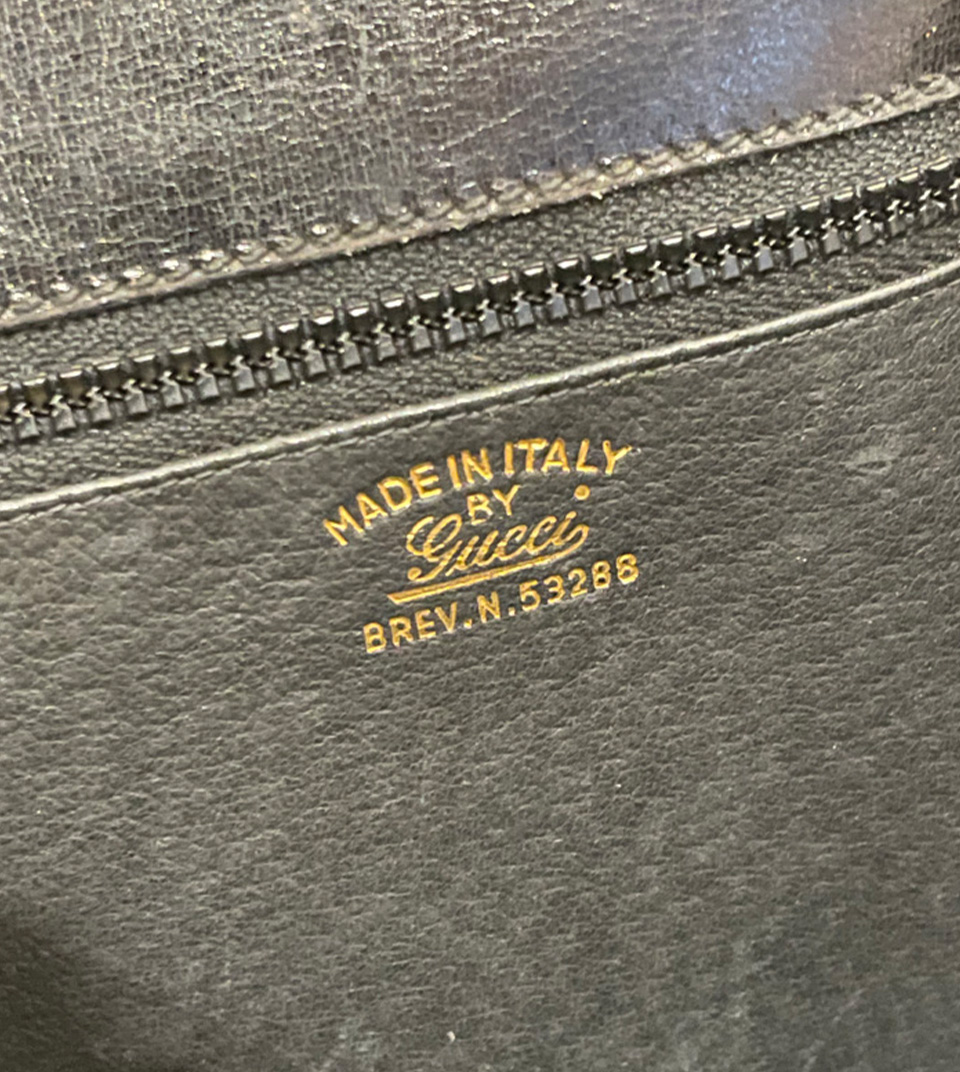 MADE IN ITALY
BY
Gucci
BREV.N.53288